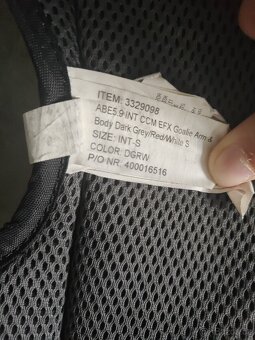 ITEM: 3329098
ABE5.9 INT CCM EFX Goalie Arm &
Body Dark Grey/Red/White S
SIZE: INT-S
COLOR: DGRW
P/O NR. 400016516